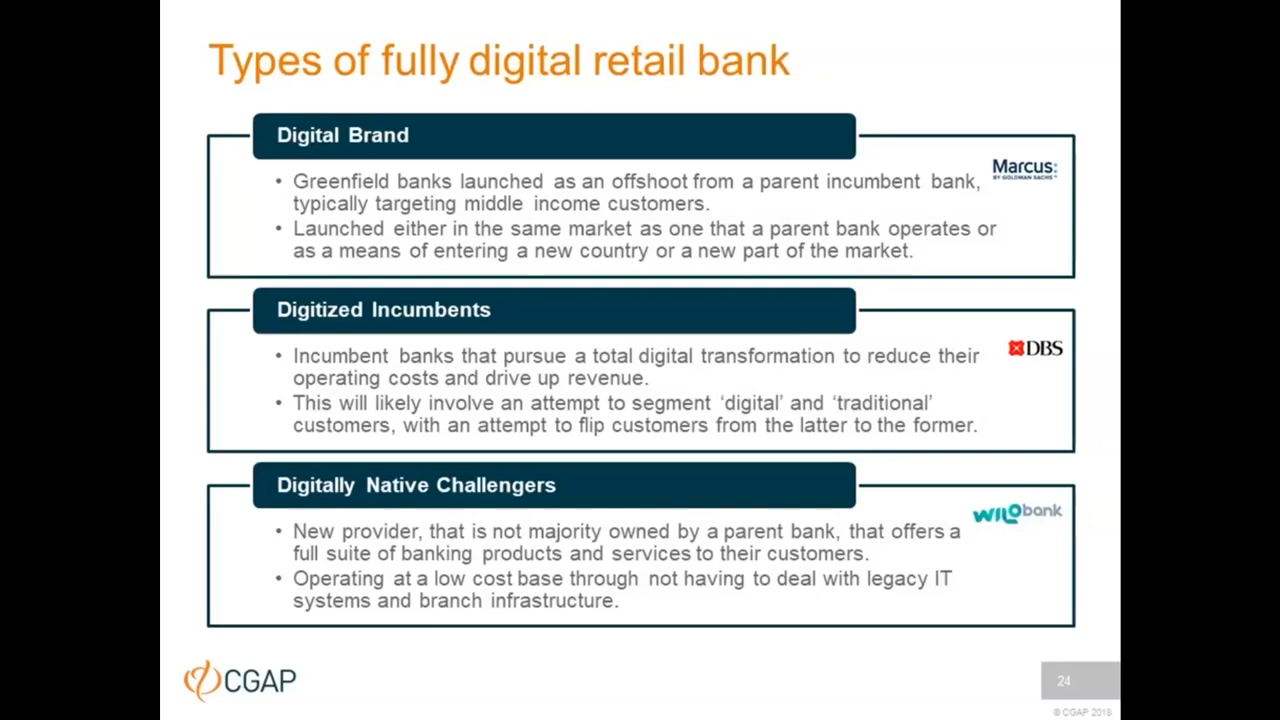 Types of fully digital retail bank
Digital Brand
Marcus:
BY GOLDMAN SACHS™
• Greenfield banks launched as an offshoot from a parent incumbent bank,
typically targeting middle income customers.
• Launched either in the same market as one that a parent bank operates or
as a means of entering a new country or a new part of the market.
Digitized Incumbents
DBS
• Incumbent banks that pursue a total digital transformation to reduce their
operating costs and drive up revenue.
• This will likely involve an attempt to segment ‘digital’ and ‘traditional’
customers, with an attempt to flip customers from the latter to the former.
Digitally Native Challengers
wilobank
• New provider, that is not majority owned by a parent bank, that offers a
full suite of banking products and services to their customers.
• Operating at a low cost base through not having to deal with legacy IT
systems and branch infrastructure.
CGAP
24
© CGAP 2018